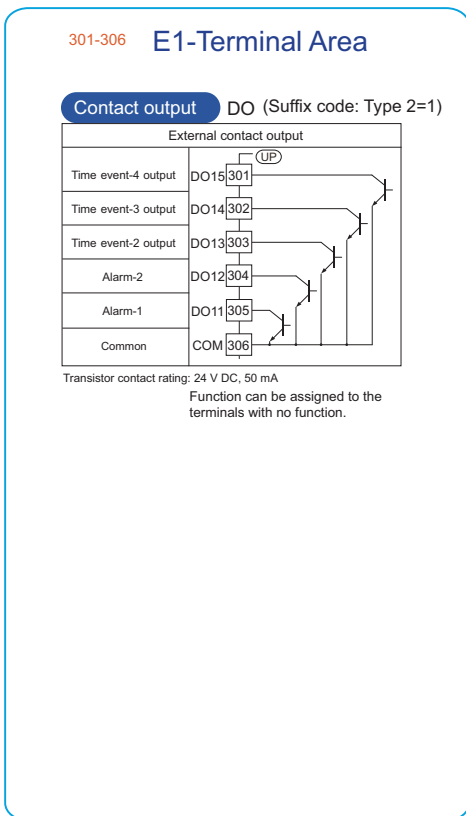 301-306 E1-Terminal Area
Contact output DO (Suffix code: Type 2=1)
External contact output
UP
Time event-4 output DO15 301
Time event-3 output DO14 302
Time event-2 output DO13 303
Alarm-2 DO12 304
Alarm-1 DO11 305
Common COM 306
Transistor contact rating: 24 V DC, 50 mA
Function can be assigned to the
terminals with no function.